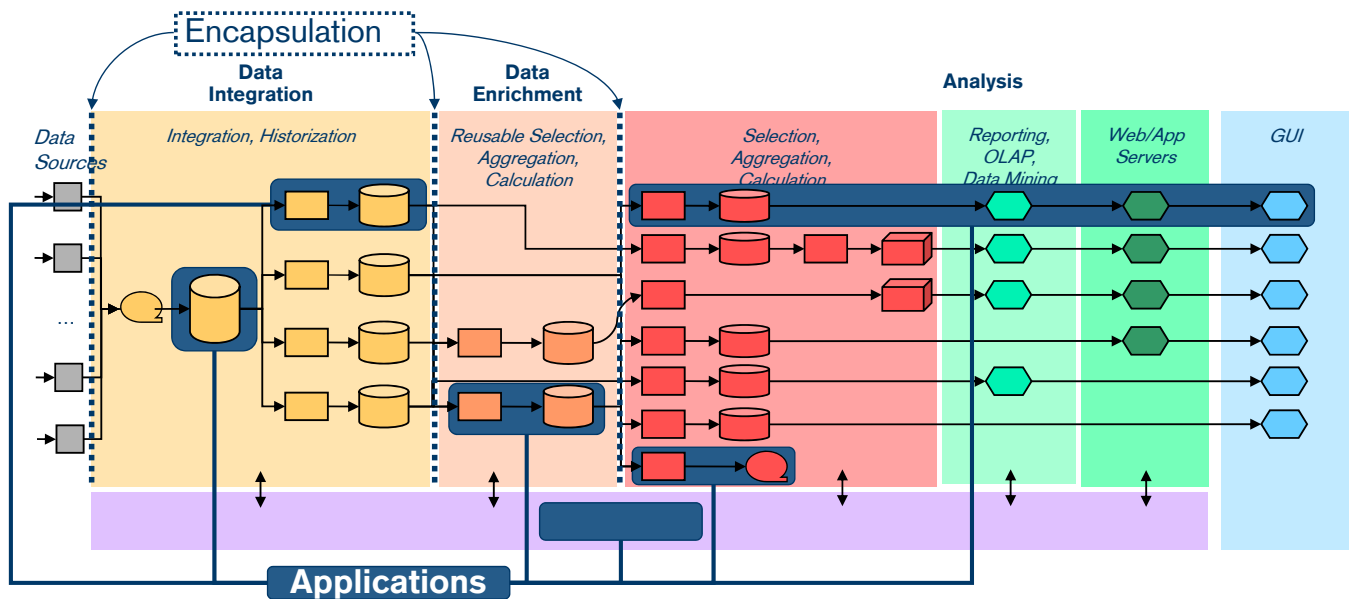 Encapsulation
Data
Integration
Data
Enrichment
Analysis
Data
Sources
Integration, Historization
Reusable Selection,
Aggregation,
Calculation
Selection,
Aggregation,
Calculation
Reporting,
OLAP,
Data Mining
Web/App
Servers
GUI
...
Applications